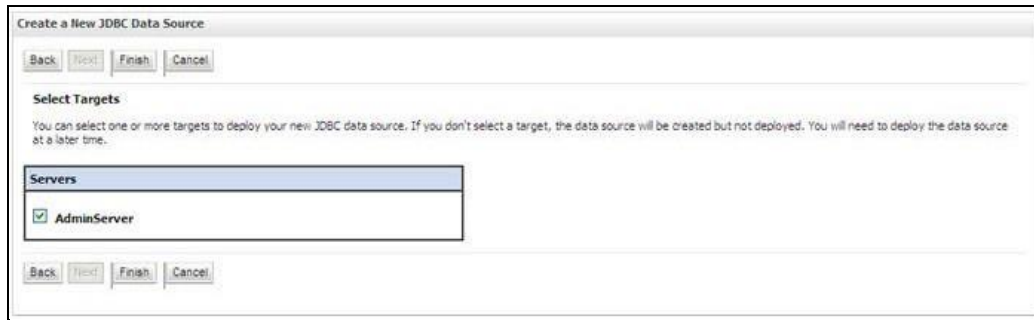 Create a New JDBC Data Source
Back Next Finish Cancel
Select Targets
You can select one or more targets to deploy your new JDBC data source. If you don't select a target, the data source will be created but not deployed. You will need to deploy the data source
at a later time.
Servers
AdminServer
Back Next Finish Cancel